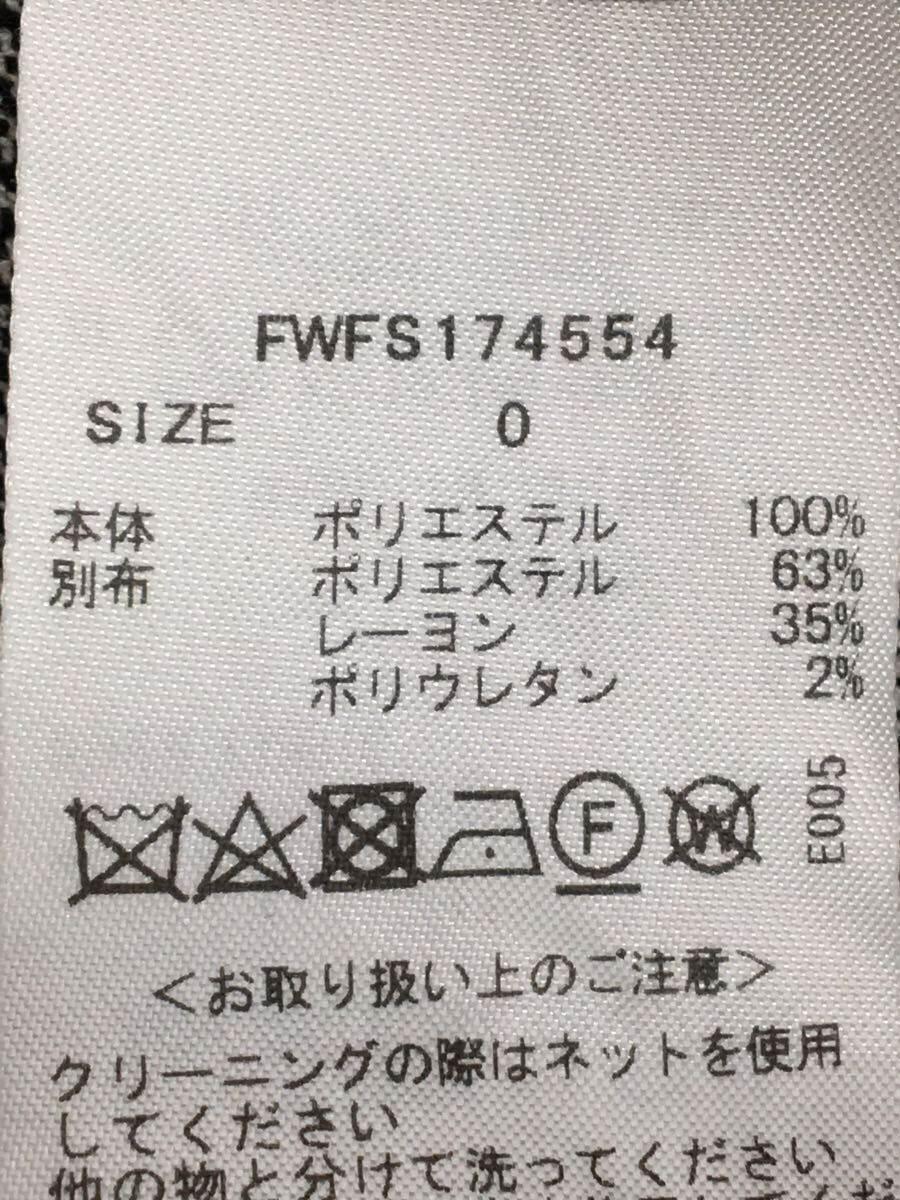 FWFS174554
SIZE 0
本体 ポリエステル 100%
別布 ポリエステル 63%
レーヨン 35%
ポリウレタン 2%
F
W
E005
<お取り扱い上のご注意>
クリーニングの際はネットを使用
してください
他の物と分けて洗ってください